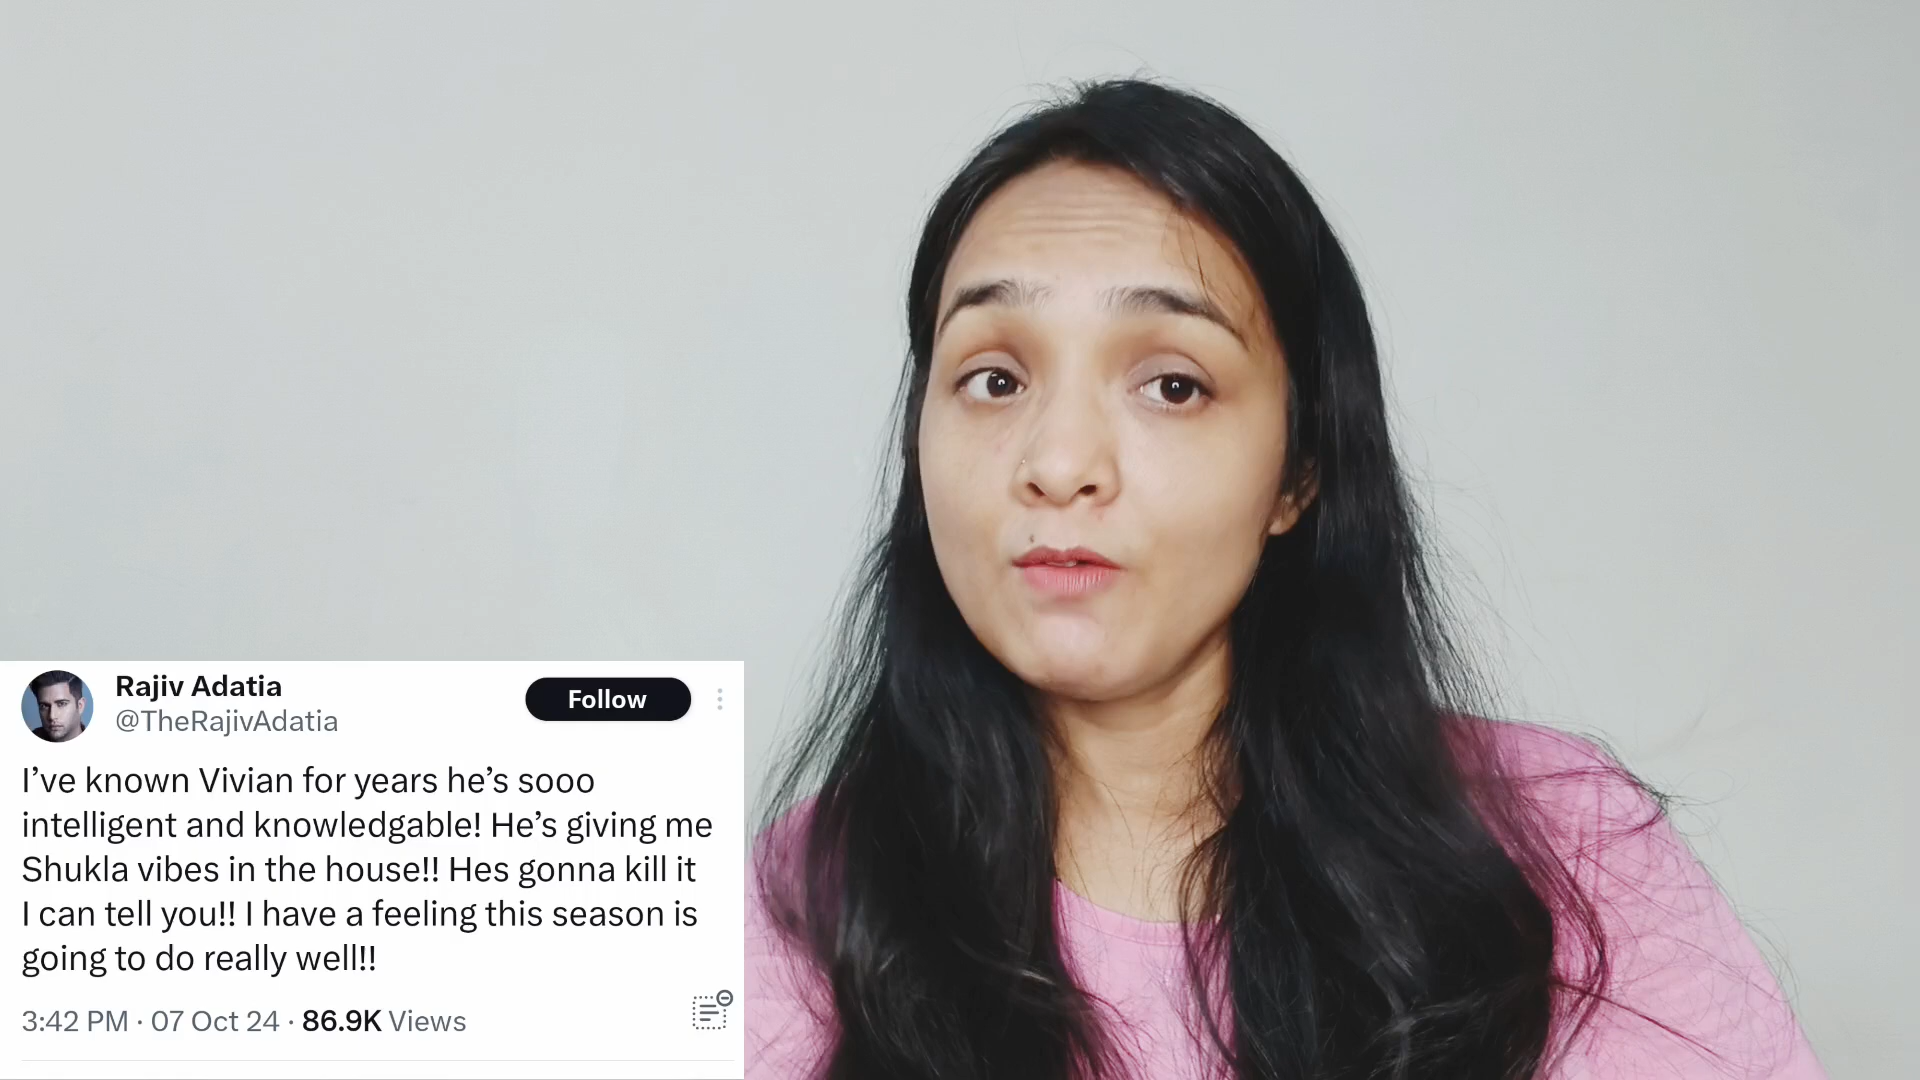 Rajiv Adatia
@TheRajivAdatia
Follow
I’ve known Vivian for years he’s sooo
intelligent and knowledgable! He’s giving me
Shukla vibes in the house!! Hes gonna kill it
I can tell you!! I have a feeling this season is
going to do really well!!
3:42 PM · 07 Oct 24 · 86.9K Views